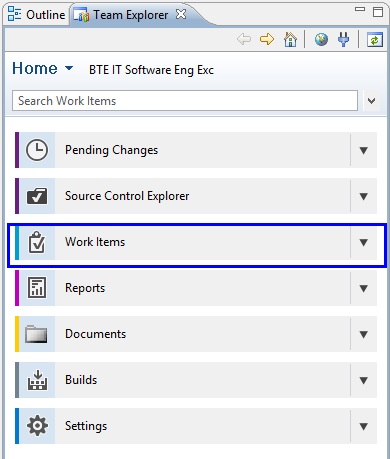 Outline Team Explorer
Home BTE IT Software Eng Exc
Search Work Items
Pending Changes
Source Control Explorer
Work Items
Reports
Documents
Builds
Settings